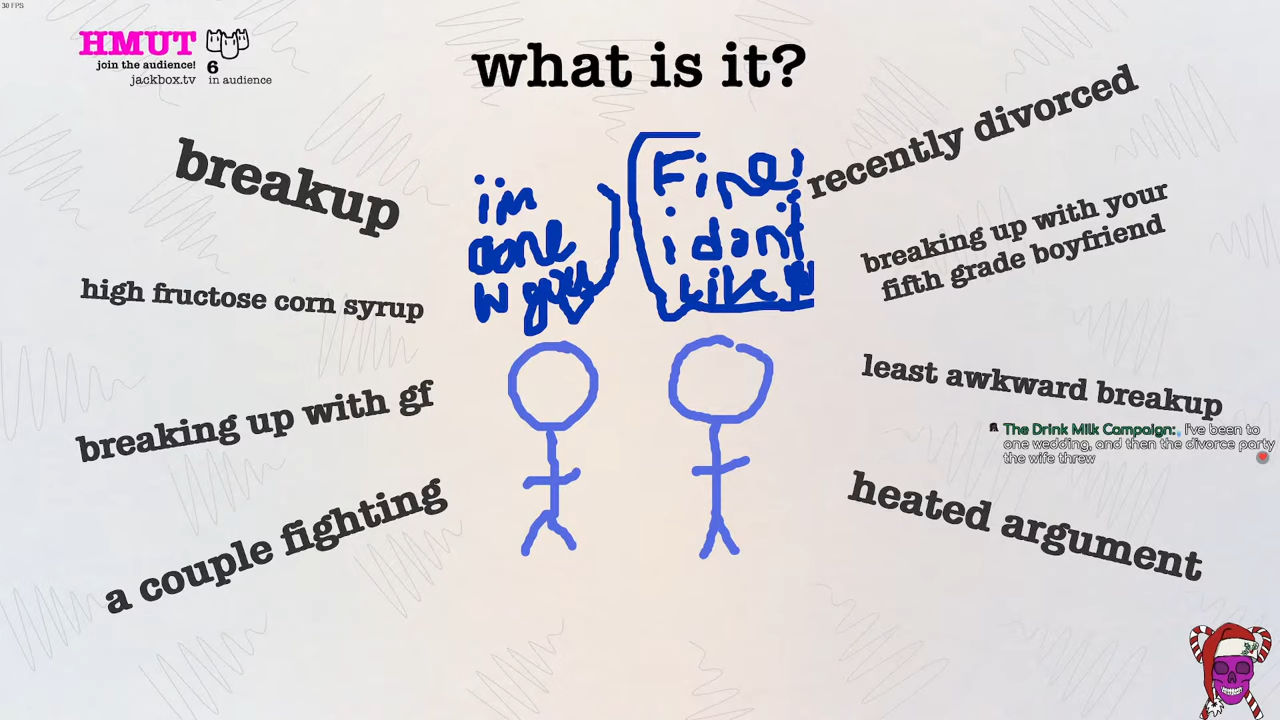 30 FPS
HMUT
join the audience!
jackbox.tv
6
in audience
what is it?
breakup
high fructose corn syrup
breaking up with gf
a couple fighting
i'm
done
w
Fine!
i dont
like
recently divorced
breaking up with your
fifth grade boyfriend
least awkward breakup
The Drink Milk Campaign: I've been to
one wedding, and then the divorce party
the wife threw
heated argument